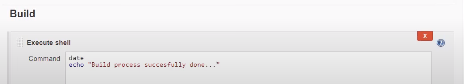 Build
Execute shell
X
Command
date
echo "Build process succesfully done..."